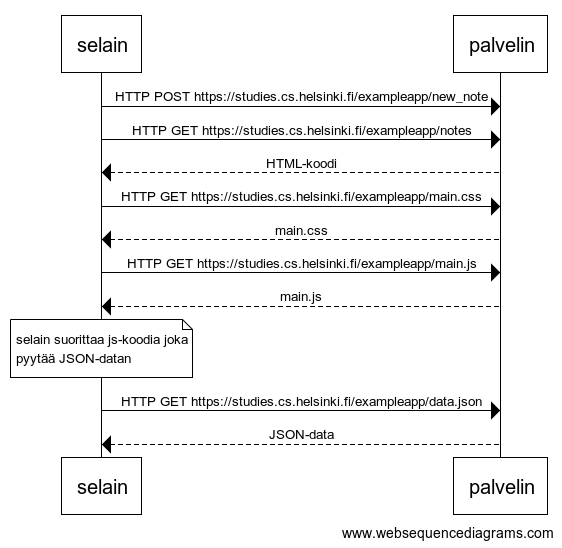 selain
palvelin
HTTP POST https://studies.cs.helsinki.fi/exampleapp/new_note
HTTP GET https://studies.cs.helsinki.fi/exampleapp/notes
HTML-koodi
HTTP GET https://studies.cs.helsinki.fi/exampleapp/main.css
main.css
HTTP GET https://studies.cs.helsinki.fi/exampleapp/main.js
main.js
selain suorittaa js-koodia joka
pyytää JSON-datan
HTTP GET https://studies.cs.helsinki.fi/exampleapp/data.json
JSON-data
selain
palvelin
www.websequencediagrams.com